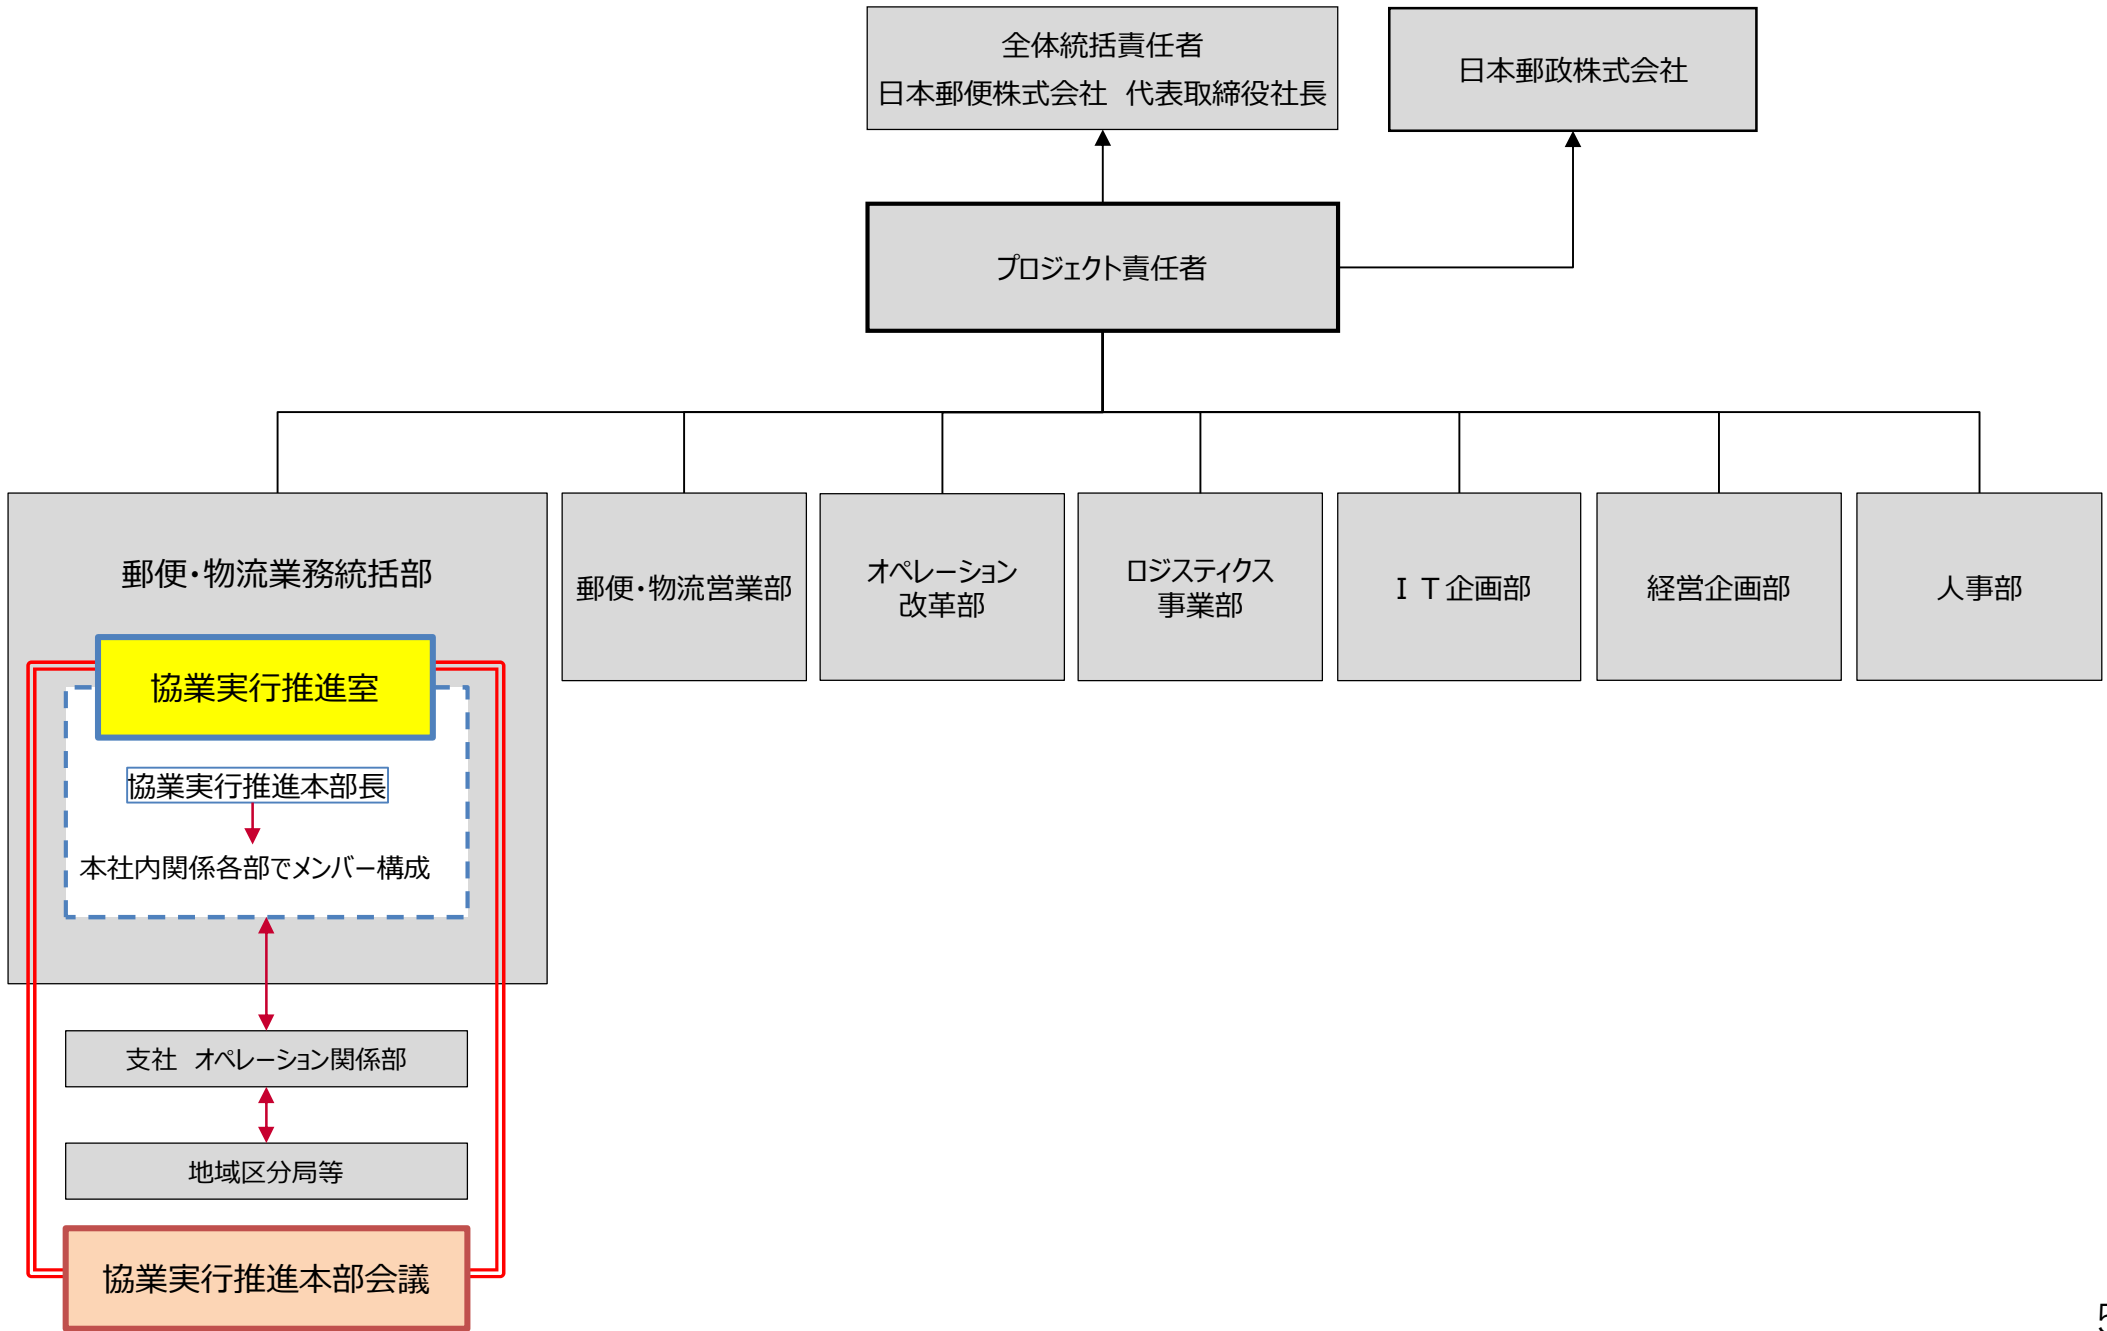 全体統括責任者
日本郵便株式会社　代表取締役社長
日本郵政株式会社
プロジェクト責任者
郵便・物流業務統括部
郵便・物流営業部
オペレーション
改革部
ロジスティクス
事業部
ＩＴ企画部
経営企画部
人事部
協業実行推進室
協業実行推進本部長
本社内関係各部でメンバー構成
支社　オペレーション関係部
地域区分局等
協業実行推進本部会議